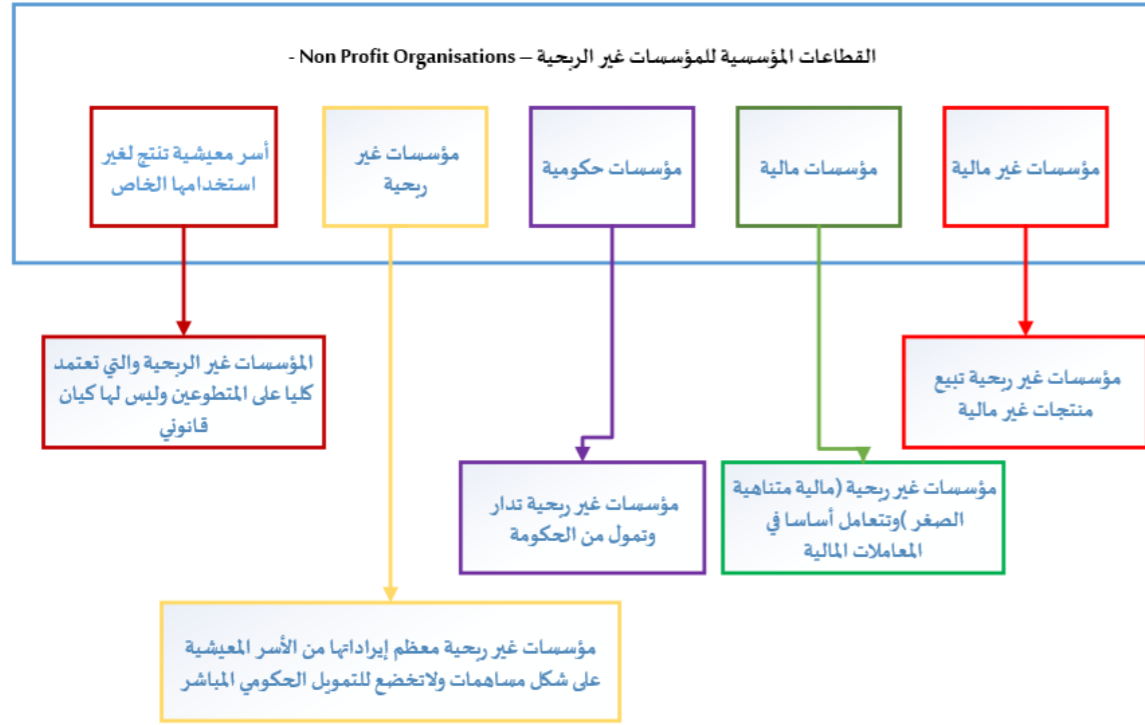 القطاعات المؤسسية للمؤسسات غير الربحية – Non Profit Organisations -
مؤسسات غير مالية
مؤسسات مالية
مؤسسات حكومية
مؤسسات غير
ربحية
أسر معيشية تنتج لغير
استخدامها الخاص
مؤسسات غير ربحية تبيع
منتجات غير مالية
مؤسسات غير ربحية (مالية متناهية
الصغر )وتتعامل أساسا في
المعاملات المالية
مؤسسات غير ربحية تدار
وتمول من الحكومة
مؤسسات غير ربحية معظم إيراداتها من الأسر المعيشية
على شكل مساهمات ولاتخضع للتمويل الحكومي المباشر
المؤسسات غير الربحية والتي تعتمد
كليا على المتطوعين وليس لها كيان
قانوني